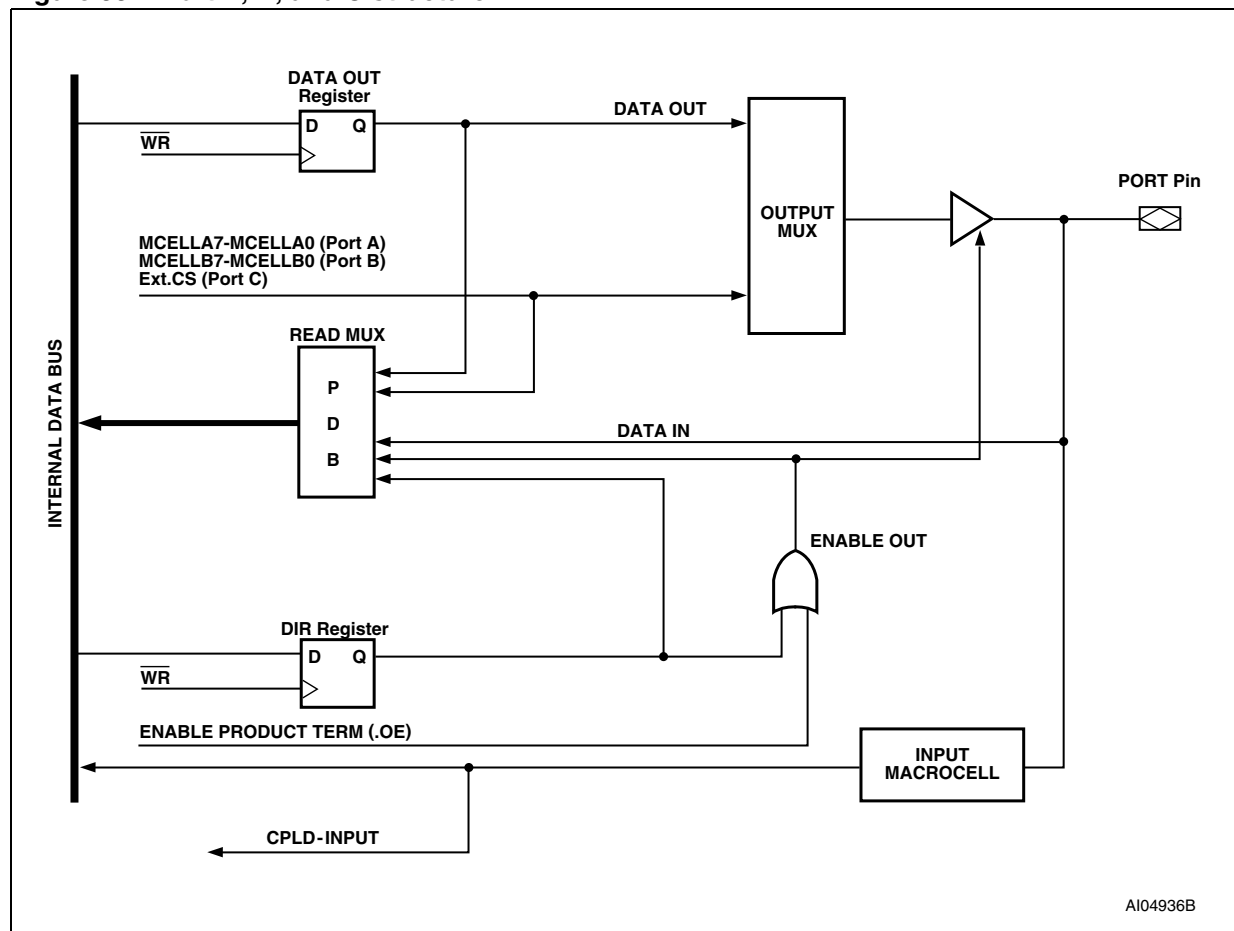 DATA OUT
Register
D Q
WR
DATA OUT
OUTPUT
MUX
PORT Pin
MCELLA7-MCELLA0 (Port A)
MCELLB7-MCELLB0 (Port B)
Ext.CS (Port C)
READ MUX
P
D
B
INTERNAL DATA BUS
DATA IN
ENABLE OUT
DIR Register
D Q
WR
ENABLE PRODUCT TERM (.OE)
INPUT
MACROCELL
CPLD-INPUT
AI04936B